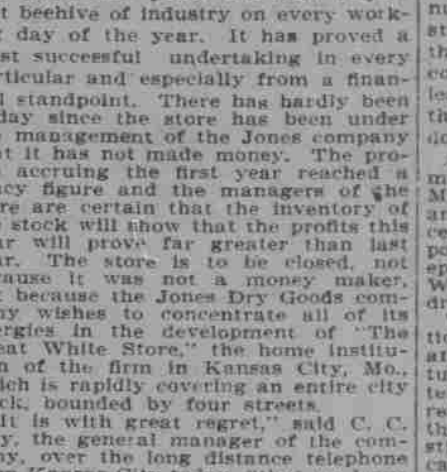 t beehive of industry on every work-
day of the year. It has proved a
st successful undertaking in every
rticular and especially from a finan-
l standpoint. There has hardly been
day since the store has been under
management of the Jones company
t it has not made money. The pro-
accruing the first year reached a
cy figure and the managers of the
re are certain that the inventory of
stock will show that the profits this
ar will prove far greater than last
ar. The store is to be closed, not
cause it was not a money maker,
t because the Jones Dry Goods com-
ny wishes to concentrate all of its
ergies in the development of "The
eat White Store," the home institu-
n of the firm in Kansas City, Mo.,
ich is rapidly covering an entire city
ck, bounded by four streets.
It is with great regret," said C. C.
y, the general manager of the com-
ny, over the long distance telephone